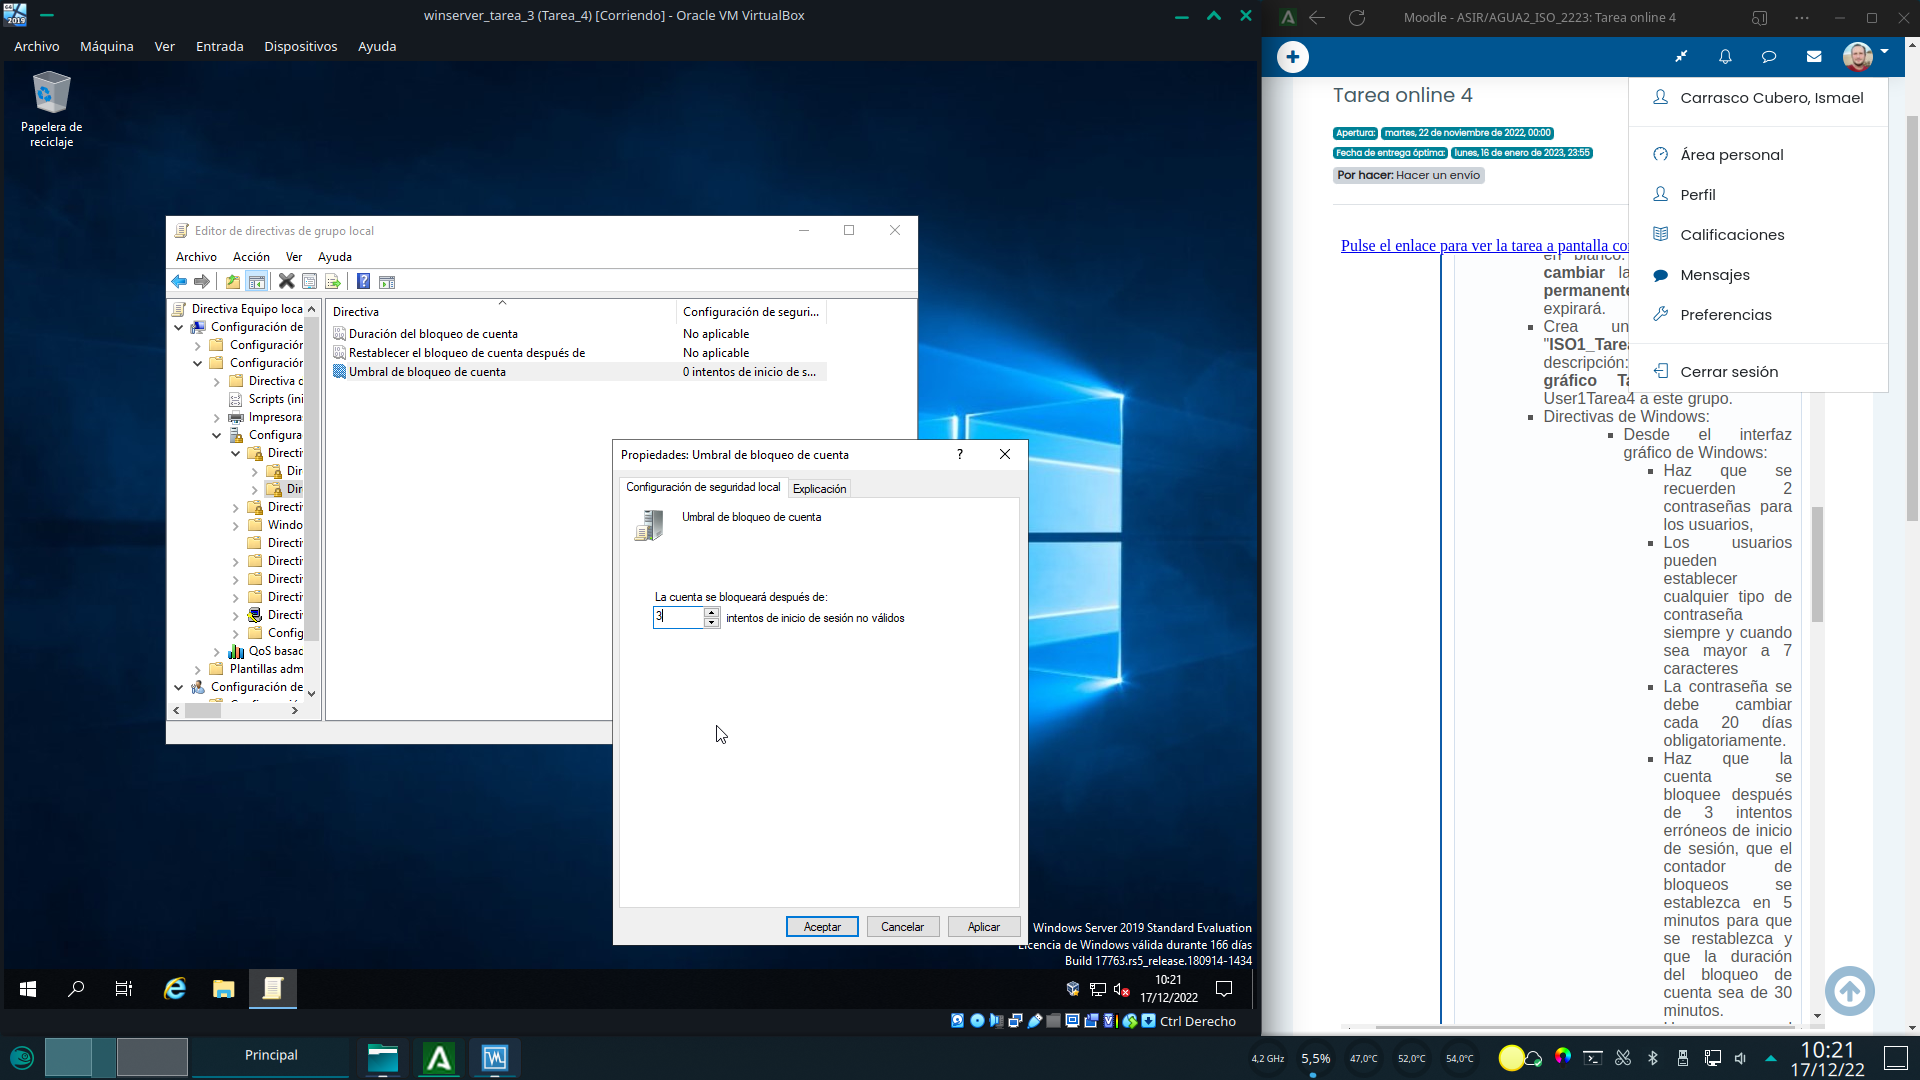 winserver_tarea_3 (Tarea_4) [Corriendo] - Oracle VM VirtualBox
Archivo Máquina Ver Entrada Dispositivos Ayuda
Papelera de
reciclaje
Editor de directivas de grupo local
Archivo Acción Ver Ayuda
Directiva Equipo loca
Configuración de
Configuración
Configuración
Directiva d
Scripts (ini
Impresora
Configura
Directi
Dir
Dir
Directi
Windo
Directi
Directi
Directi
Directi
Directi
Config
QoS basad
Plantillas adm
Configuración de
Directiva Configuración de seguri...
Duración del bloqueo de cuenta No aplicable
Restablecer el bloqueo de cuenta después de No aplicable
Umbral de bloqueo de cuenta 0 intentos de inicio de s...
Propiedades: Umbral de bloqueo de cuenta ?
Configuración de seguridad local Explicación
Umbral de bloqueo de cuenta
La cuenta se bloqueará después de:
3 intentos de inicio de sesión no válidos
Aceptar Cancelar Aplicar
Windows Server 2019 Standard Evaluation
Licencia de Windows válida durante 166 días
Build 17763.rs5_release.180914-1434
10:21
17/12/2022
Ctrl Derecho
Moodle - ASIR/AGUA2_ISO_2223: Tarea online 4
Tarea online 4
Apertura: martes, 22 de noviembre de 2022, 00:00
Fecha de entrega óptima: lunes, 16 de enero de 2023, 23:55
Por hacer: Hacer un envío
Carrasco Cubero, Ismael
Área personal
Perfil
Calificaciones
Mensajes
Preferencias
Cerrar sesión
Pulse el enlace para ver la tarea a pantalla co
en blanco.
cambiar la
permanente
expirará.
Crea un
"ISO1_Tarea
descripción:
gráfico Ta
User1Tarea4 a este grupo.
Directivas de Windows:
Desde el interfaz
gráfico de Windows:
Haz que se
recuerden 2
contraseñas para
los usuarios,
Los usuarios
pueden
establecer
cualquier tipo de
contraseña
siempre y cuando
sea mayor a 7
caracteres
La contraseña se
debe cambiar
cada 20 días
obligatoriamente.
Haz que la
cuenta se
bloquee después
de 3 intentos
erróneos de inicio
de sesión, que el
contador de
bloqueos se
establezca en 5
minutos para que
se restablezca y
que la duración
del bloqueo de
cuenta sea de 30
minutos.
Principal
4,2 GHz 5,5% 47,0°C 52,0°C 54,0°C
10:21
17/12/22